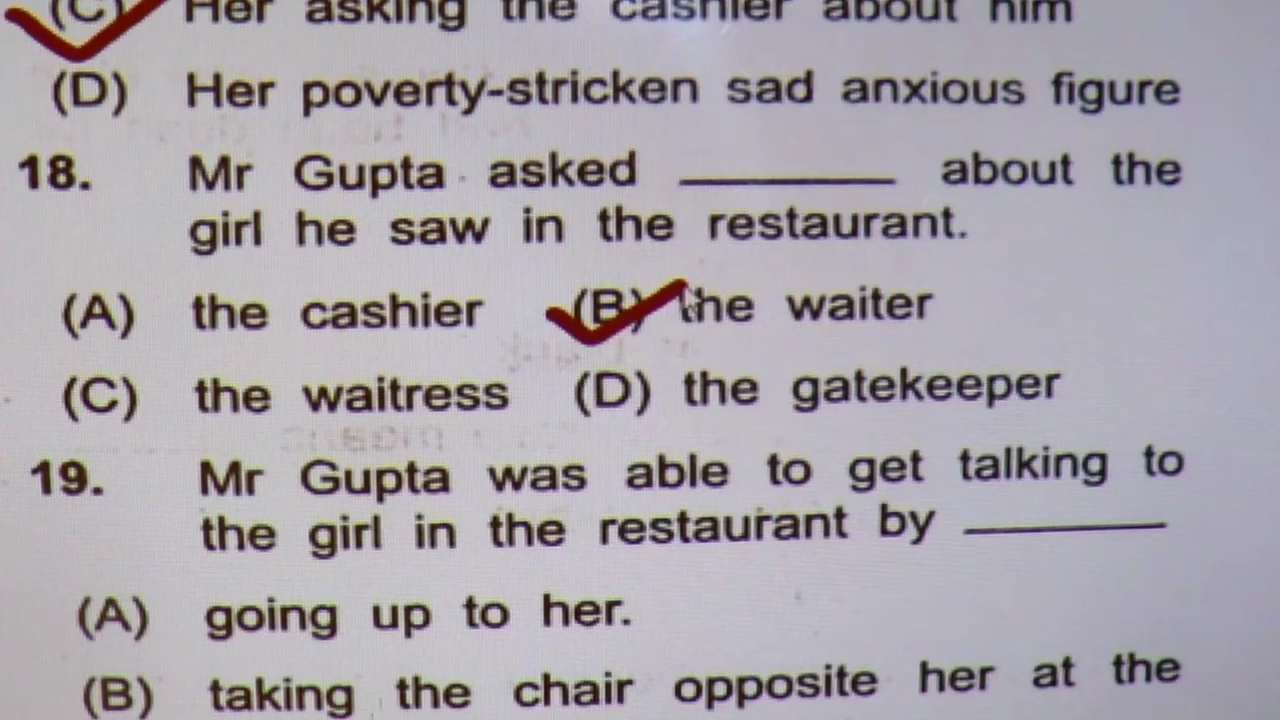 (C) Her asking the cashier about him
(D) Her poverty-stricken sad anxious figure
18. Mr Gupta asked ________ about the
girl he saw in the restaurant.
(A) the cashier (B) the waiter
(C) the waitress (D) the gatekeeper
19. Mr Gupta was able to get talking to
the girl in the restaurant by ________
(A) going up to her.
(B) taking the chair opposite her at the